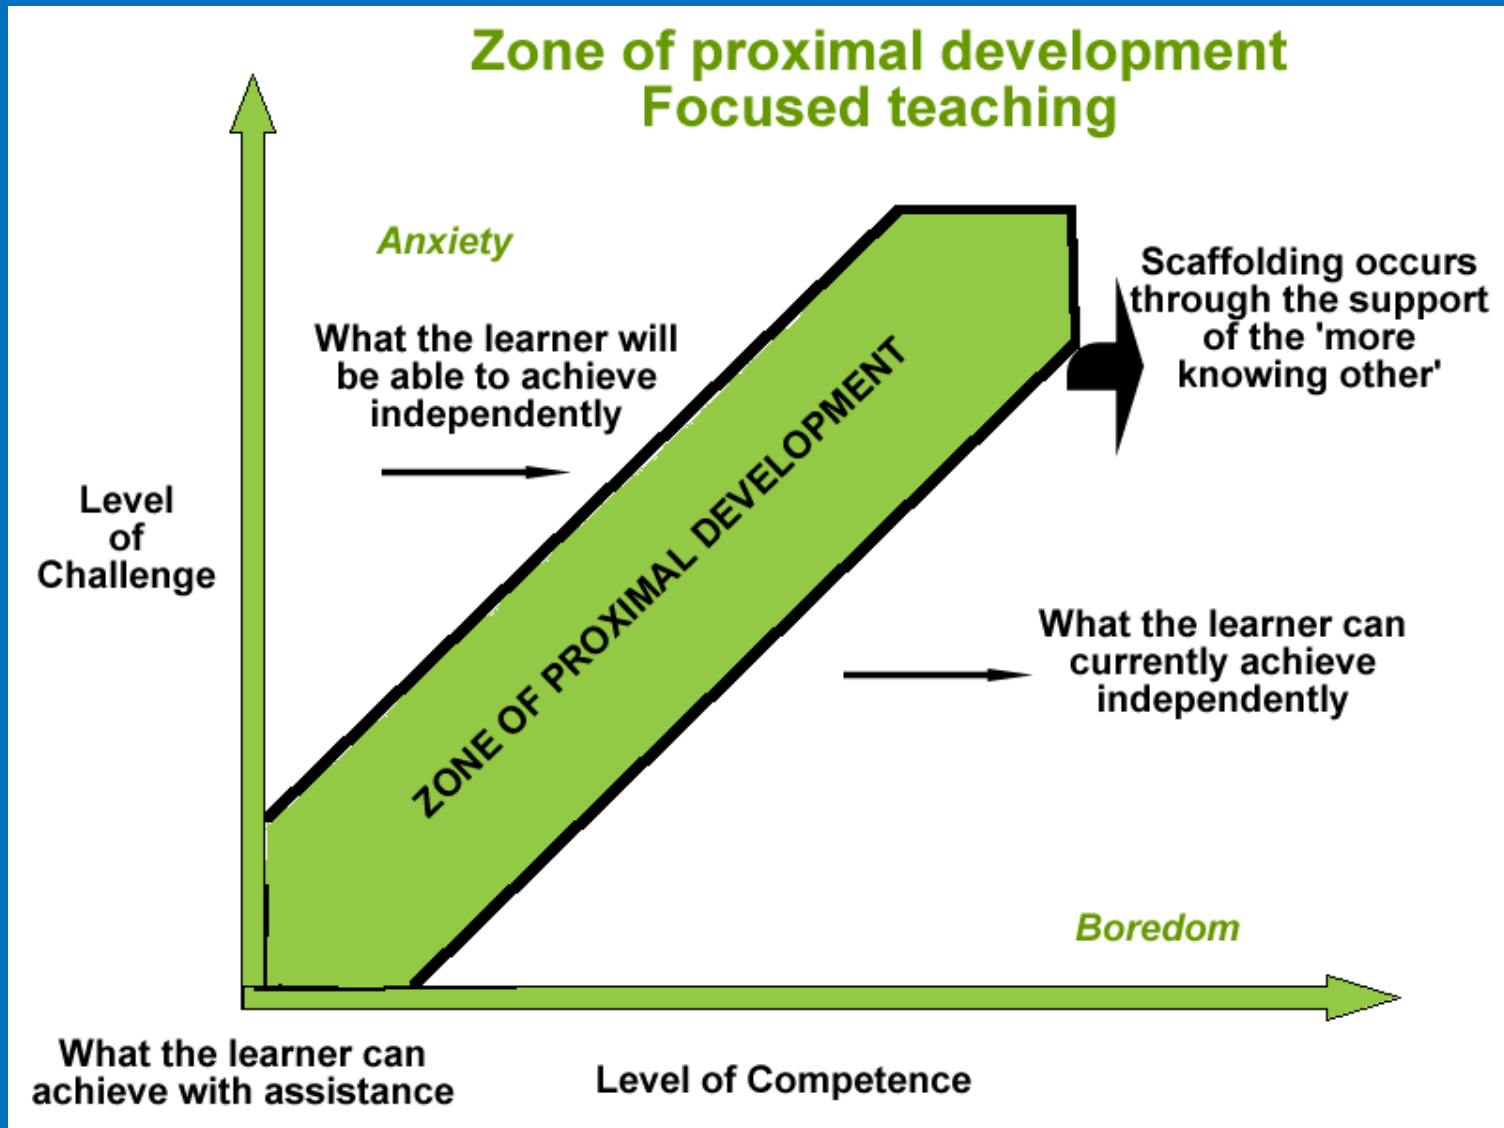 Zone of proximal development
Focused teaching
Anxiety
What the learner will
be able to achieve
independently
Scaffolding occurs
through the support
of the 'more
knowing other'
Level
of
Challenge
ZONE OF PROXIMAL DEVELOPMENT
What the learner can
currently achieve
independently
Boredom
What the learner can
achieve with assistance
Level of Competence